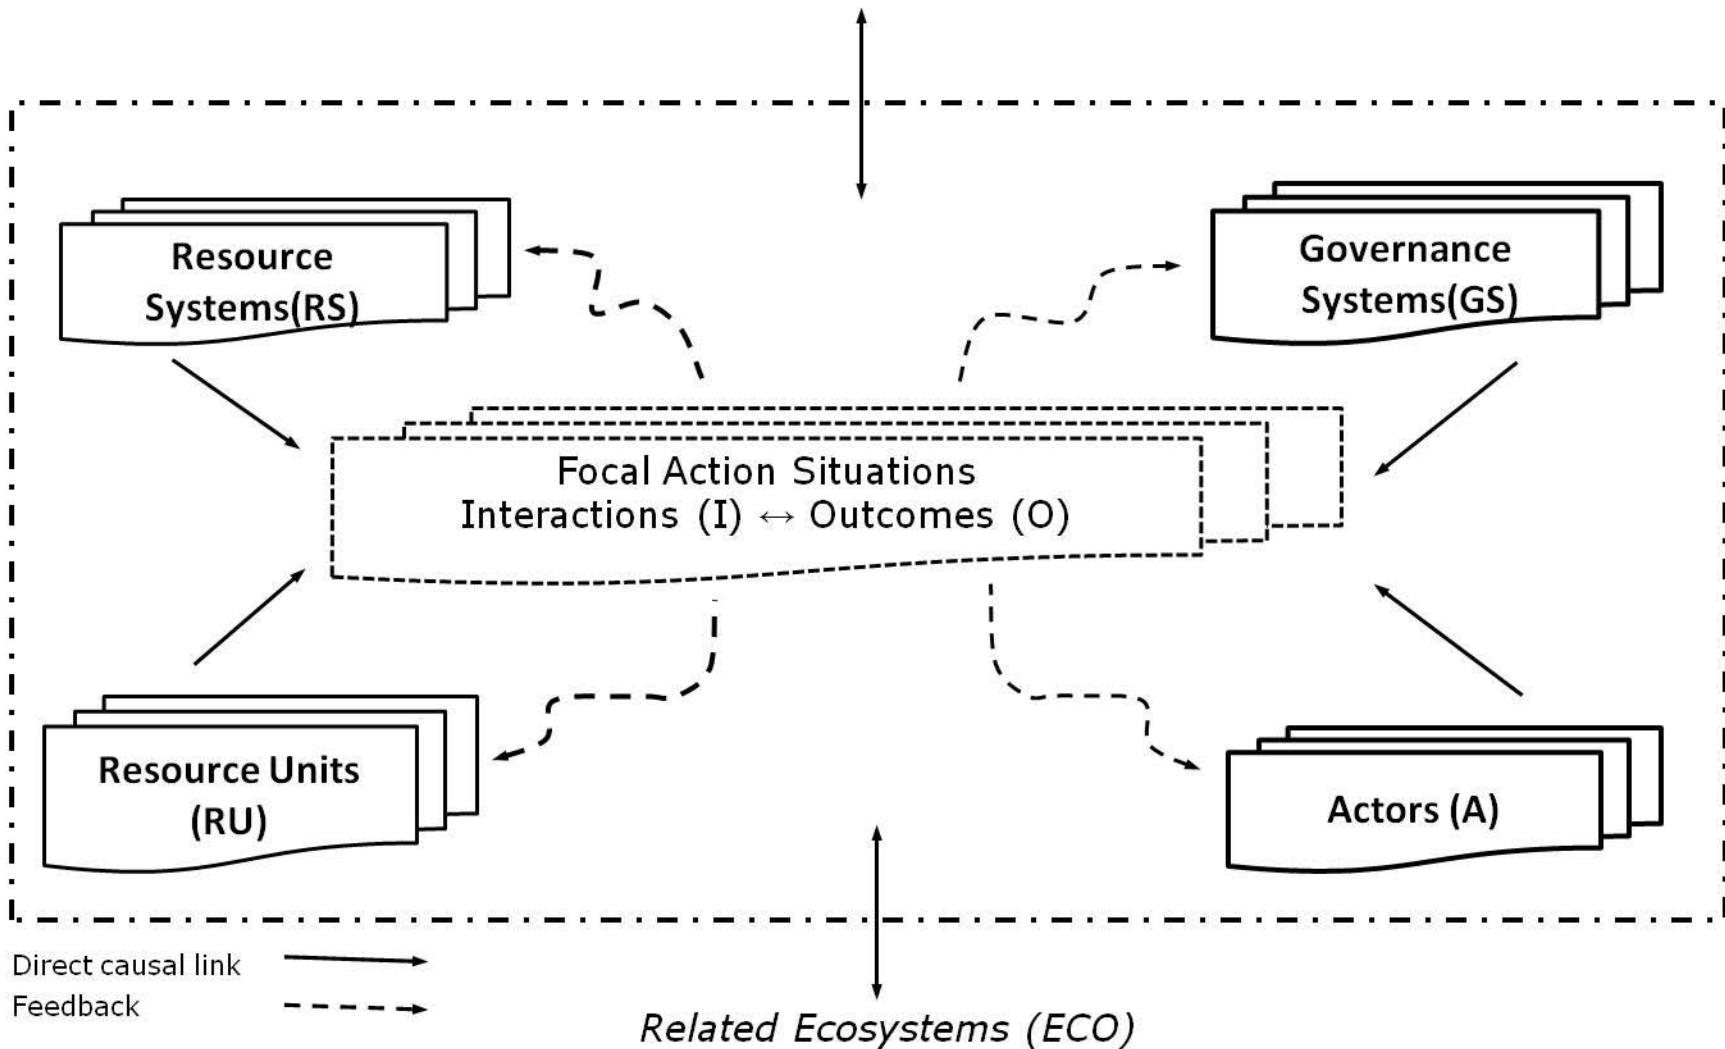 Resource
Systems(RS)
Governance
Systems(GS)
Focal Action Situations
Interactions (I) ↔ Outcomes (O)
Resource Units
(RU)
Actors (A)
Direct causal link
Feedback
Related Ecosystems (ECO)